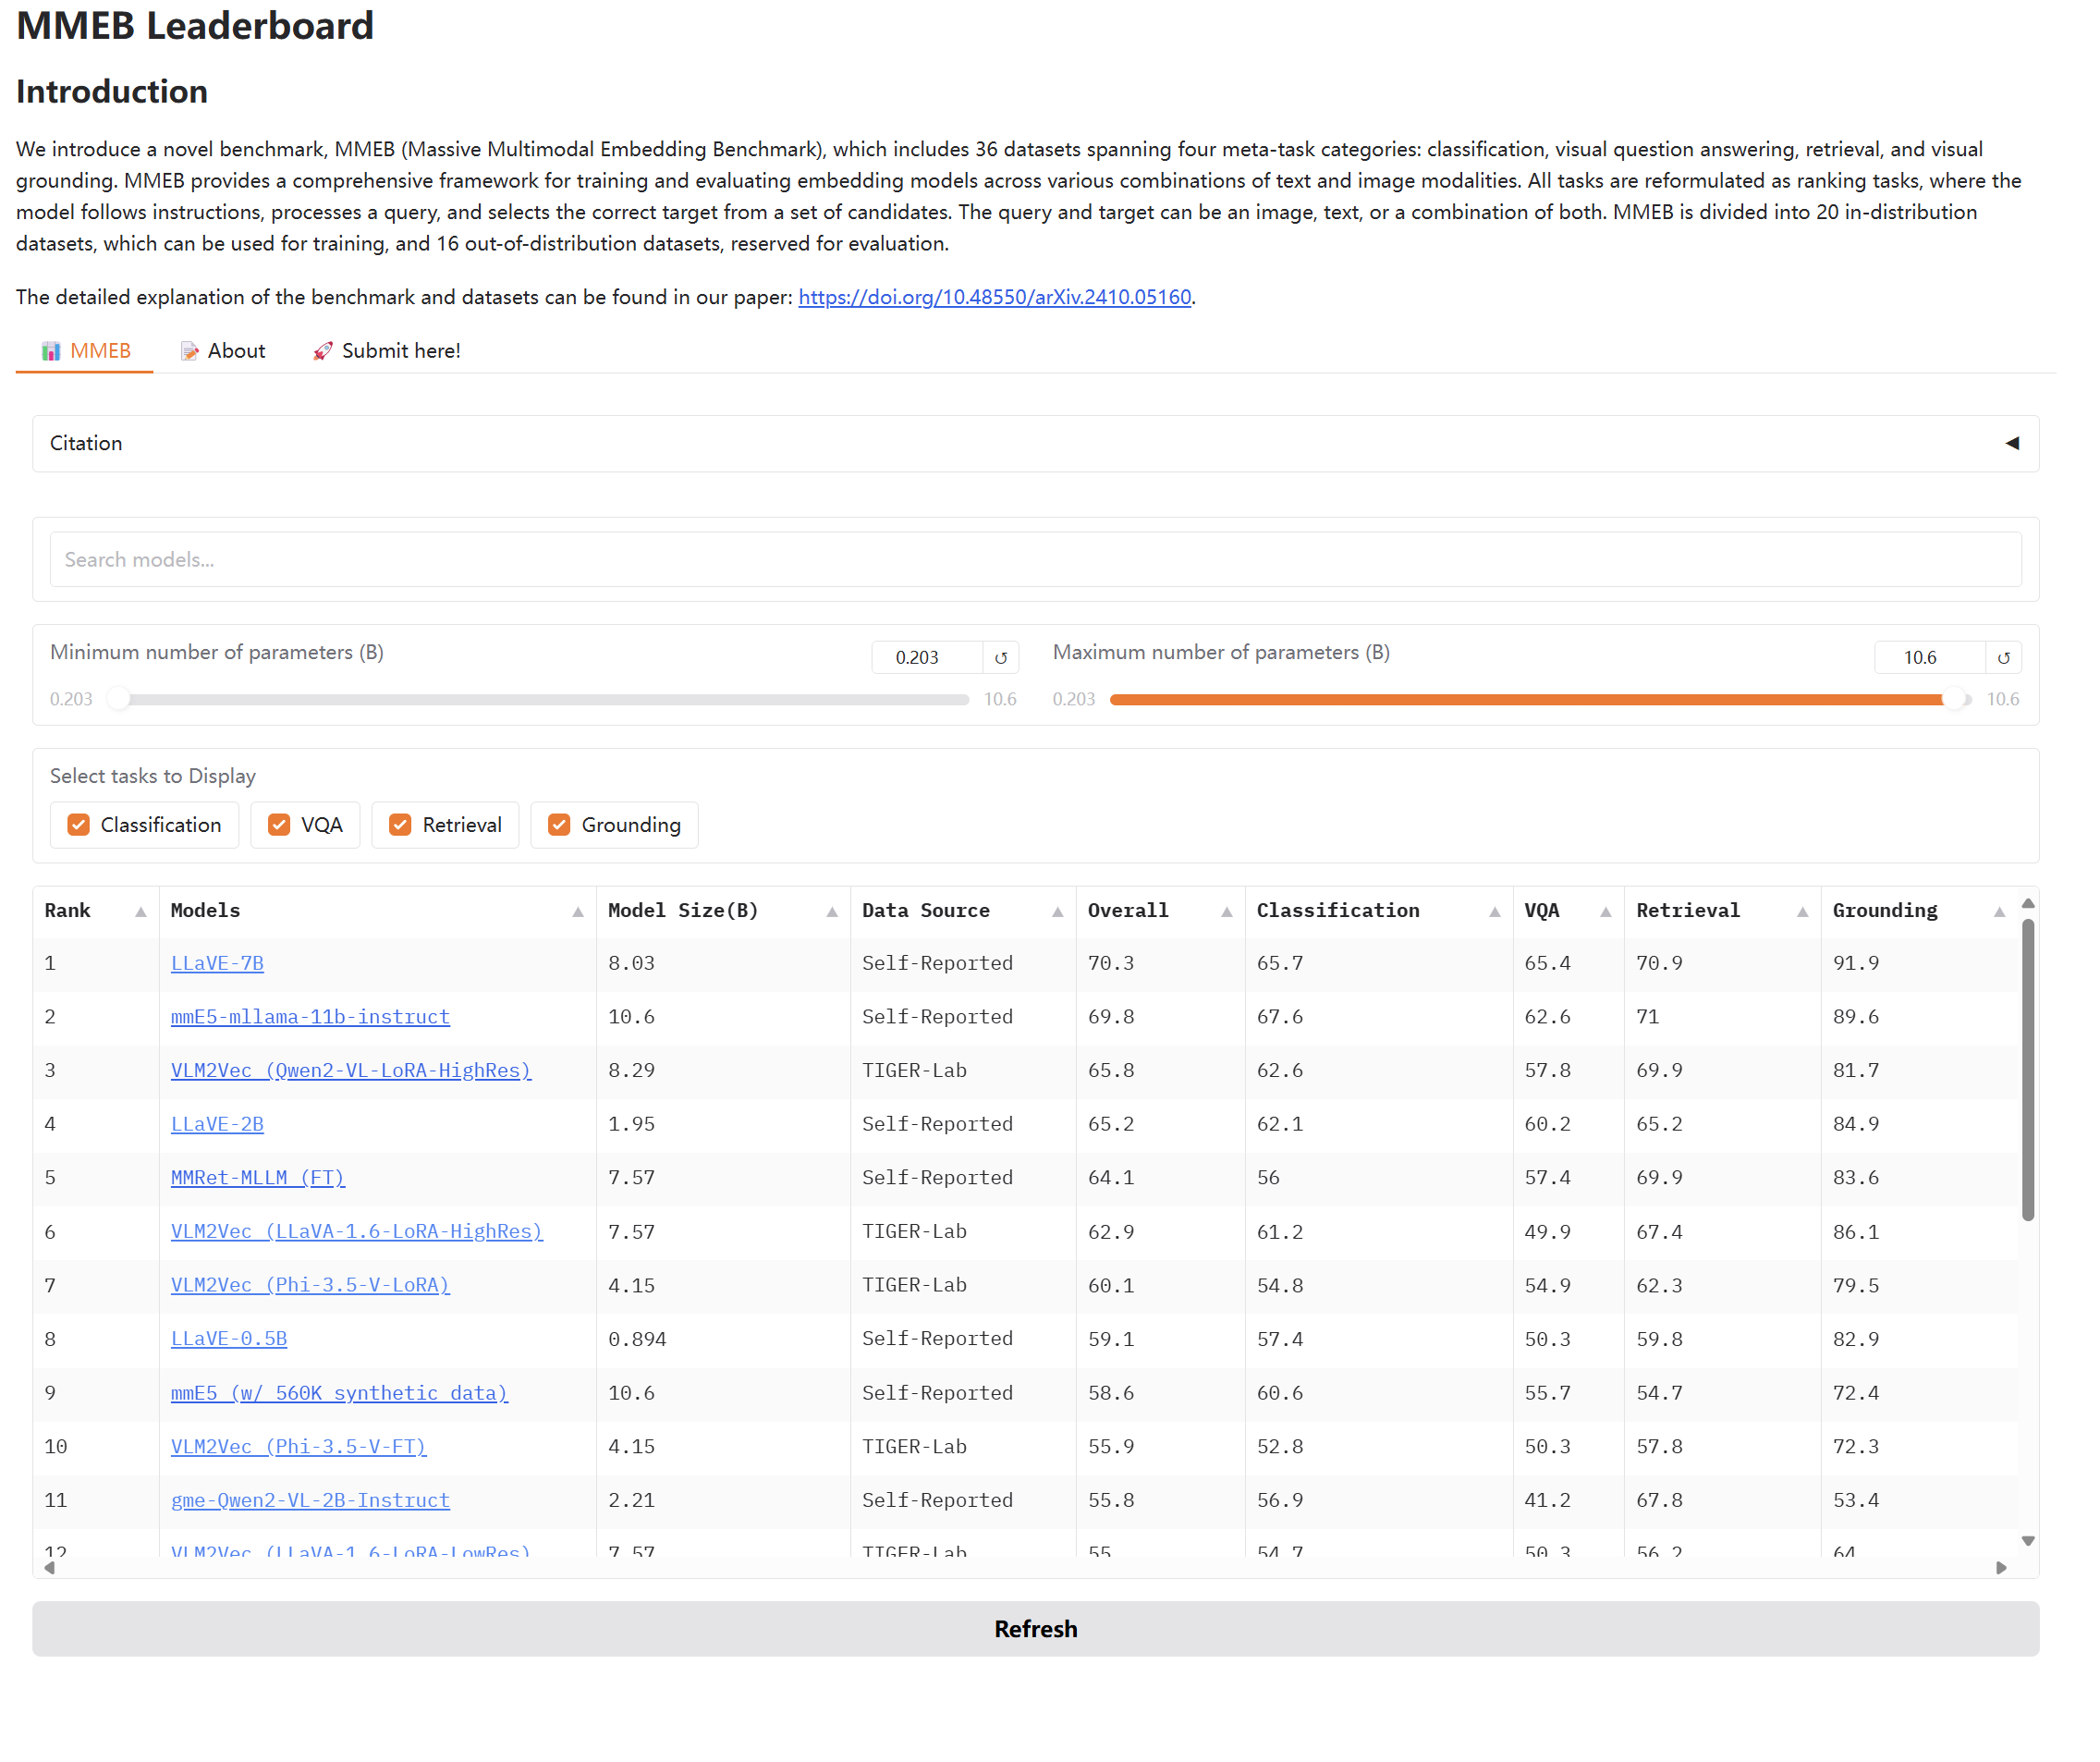 MMEB Leaderboard
Introduction
We introduce a novel benchmark, MMEB (Massive Multimodal Embedding Benchmark), which includes 36 datasets spanning four meta-task categories: classification, visual question answering, retrieval, and visual
grounding. MMEB provides a comprehensive framework for training and evaluating embedding models across various combinations of text and image modalities. All tasks are reformulated as ranking tasks, where the
model follows instructions, processes a query, and selects the correct target from a set of candidates. The query and target can be an image, text, or a combination of both. MMEB is divided into 20 in-distribution
datasets, which can be used for training, and 16 out-of-distribution datasets, reserved for evaluation.
The detailed explanation of the benchmark and datasets can be found in our paper: https://doi.org/10.48550/arXiv.2410.05160.
MMEB About Submit here!
Citation
Search models...
Minimum number of parameters (B) 0.203 Maximum number of parameters (B) 10.6
0.203 10.6 0.203 10.6
Select tasks to Display
Classification VQA Retrieval Grounding
Rank Models Model Size(B) Data Source Overall Classification VQA Retrieval Grounding
1 LLaVE-7B 8.03 Self-Reported 70.3 65.7 65.4 70.9 91.9
2 mmE5-mllama-11b-instruct 10.6 Self-Reported 69.8 67.6 62.6 71 89.6
3 VLM2Vec (Qwen2-VL-LoRA-HighRes) 8.29 TIGER-Lab 65.8 62.6 57.8 69.9 81.7
4 LLaVE-2B 1.95 Self-Reported 65.2 62.1 60.2 65.2 84.9
5 MMRet-MLLM (FT) 7.57 Self-Reported 64.1 56 57.4 69.9 83.6
6 VLM2Vec (LLaVA-1.6-LoRA-HighRes) 7.57 TIGER-Lab 62.9 61.2 49.9 67.4 86.1
7 VLM2Vec (Phi-3.5-V-LoRA) 4.15 TIGER-Lab 60.1 54.8 54.9 62.3 79.5
8 LLaVE-0.5B 0.894 Self-Reported 59.1 57.4 50.3 59.8 82.9
9 mmE5 (w/ 560K synthetic data) 10.6 Self-Reported 58.6 60.6 55.7 54.7 72.4
10 VLM2Vec (Phi-3.5-V-FT) 4.15 TIGER-Lab 55.9 52.8 50.3 57.8 72.3
11 gme-Qwen2-VL-2B-Instruct 2.21 Self-Reported 55.8 56.9 41.2 67.8 53.4
12 VLM2Vec (LLaVA-1.6-LoRA-LowRes) 7.57 TIGER-Lab 55 54.7 50.3 56.2 64
Refresh